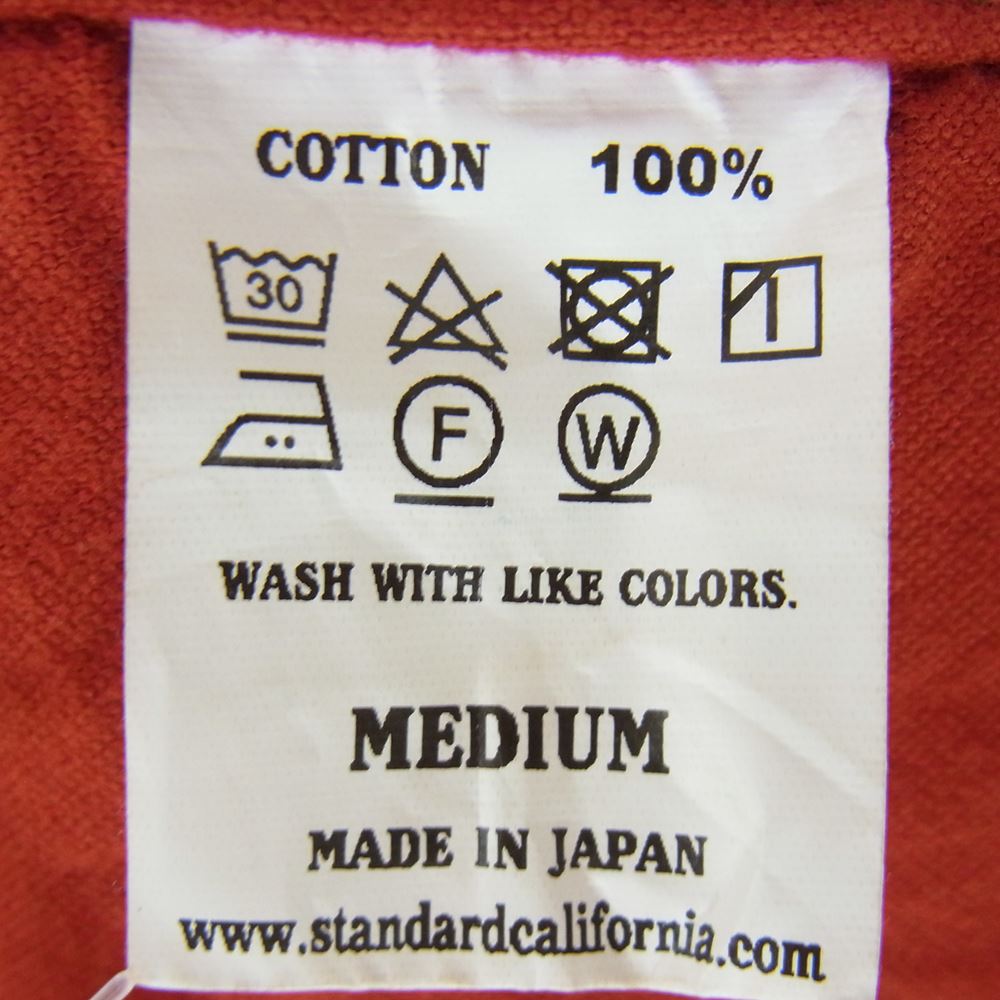 COTTON 100%
30
F W
WASH WITH LIKE COLORS.
MEDIUM
MADE IN JAPAN
www.standardcalifornia.com